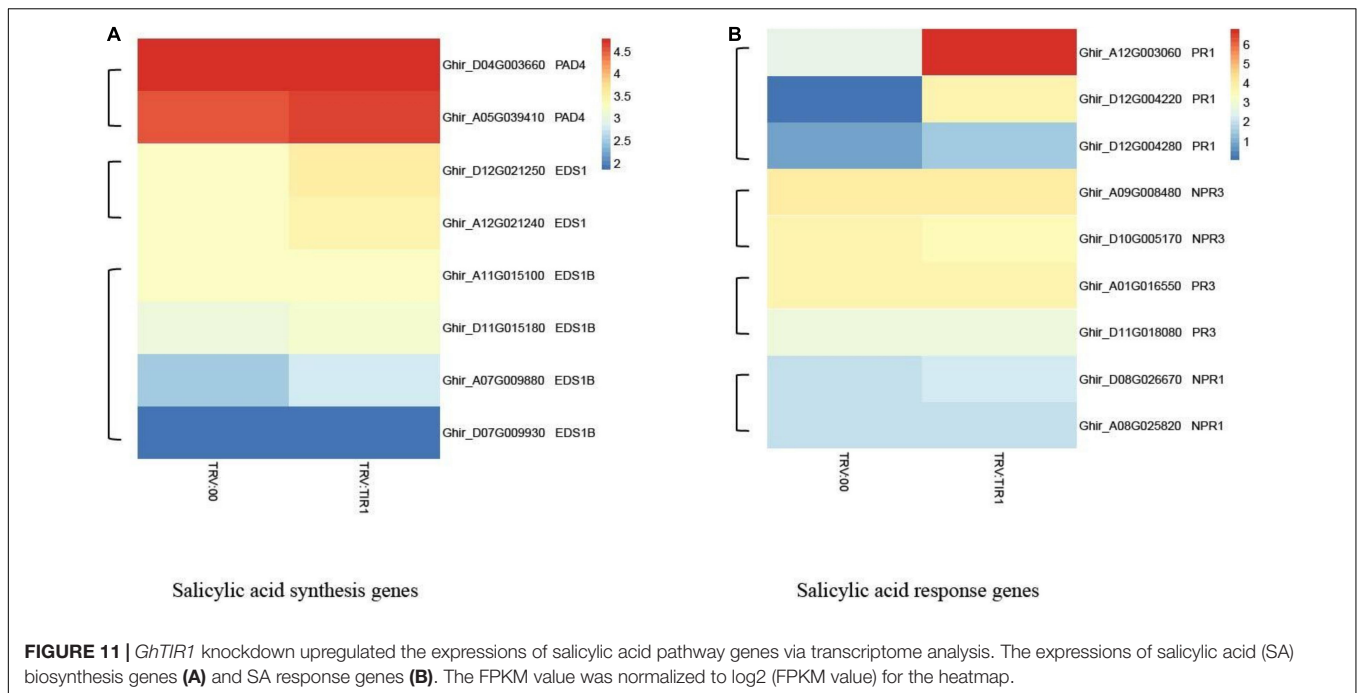 A
4.5
4
3.5
3
2.5
2
Ghir_D04G003660 PAD4
Ghir_A05G039410 PAD4
Ghir_D12G021250 EDS1
Ghir_A12G021240 EDS1
Ghir_A11G015100 EDS1B
Ghir_D11G015180 EDS1B
Ghir_A07G009880 EDS1B
Ghir_D07G009930 EDS1B
TRV:00
TRV:TIR1
Salicylic acid synthesis genes
B
6
5
4
3
2
1
Ghir_A12G003060 PR1
Ghir_D12G004220 PR1
Ghir_D12G004280 PR1
Ghir_A09G008480 NPR3
Ghir_D10G005170 NPR3
Ghir_A01G016550 PR3
Ghir_D11G018080 PR3
Ghir_D08G026670 NPR1
Ghir_A08G025820 NPR1
TRV:00
TRV:TIR1
Salicylic acid response genes
FIGURE 11 | GhTIR1 knockdown upregulated the expressions of salicylic acid pathway genes via transcriptome analysis. The expressions of salicylic acid (SA)
biosynthesis genes (A) and SA response genes (B). The FPKM value was normalized to log2 (FPKM value) for the heatmap.